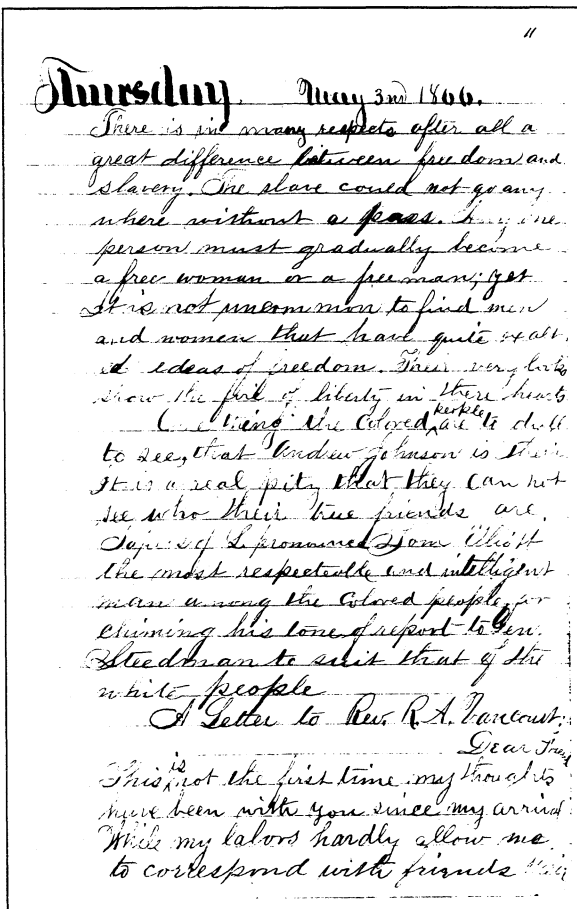 11
Thursday. May 3rd 1866.
There is in many respects after all a
great difference between freedom and
slavery. The slave could not go any
where without a pass. Any one
person must gradually become
a free woman or a free man; yet
it is not uncommon to find men
and women that have quite exalt
ed ideas of freedom. Their very looks
show the fire of liberty in there hearts
One thing the Colored people are to dull
to see, that Andrew Johnson is their
It is a real pity that they can not
see who their true friends are.
of L. pronounces Tom Elliott
the most respectable and intelligent
man among the Colored people, for
chiming his tone of report to Gen.
Steedman to suit that of the
white people
A Letter to Rev. R. A. Vancourt;
Dear Friend
This is not the first time my thoughts
have been with you since my arrival
While my labors hardly allow me
to correspond with friends